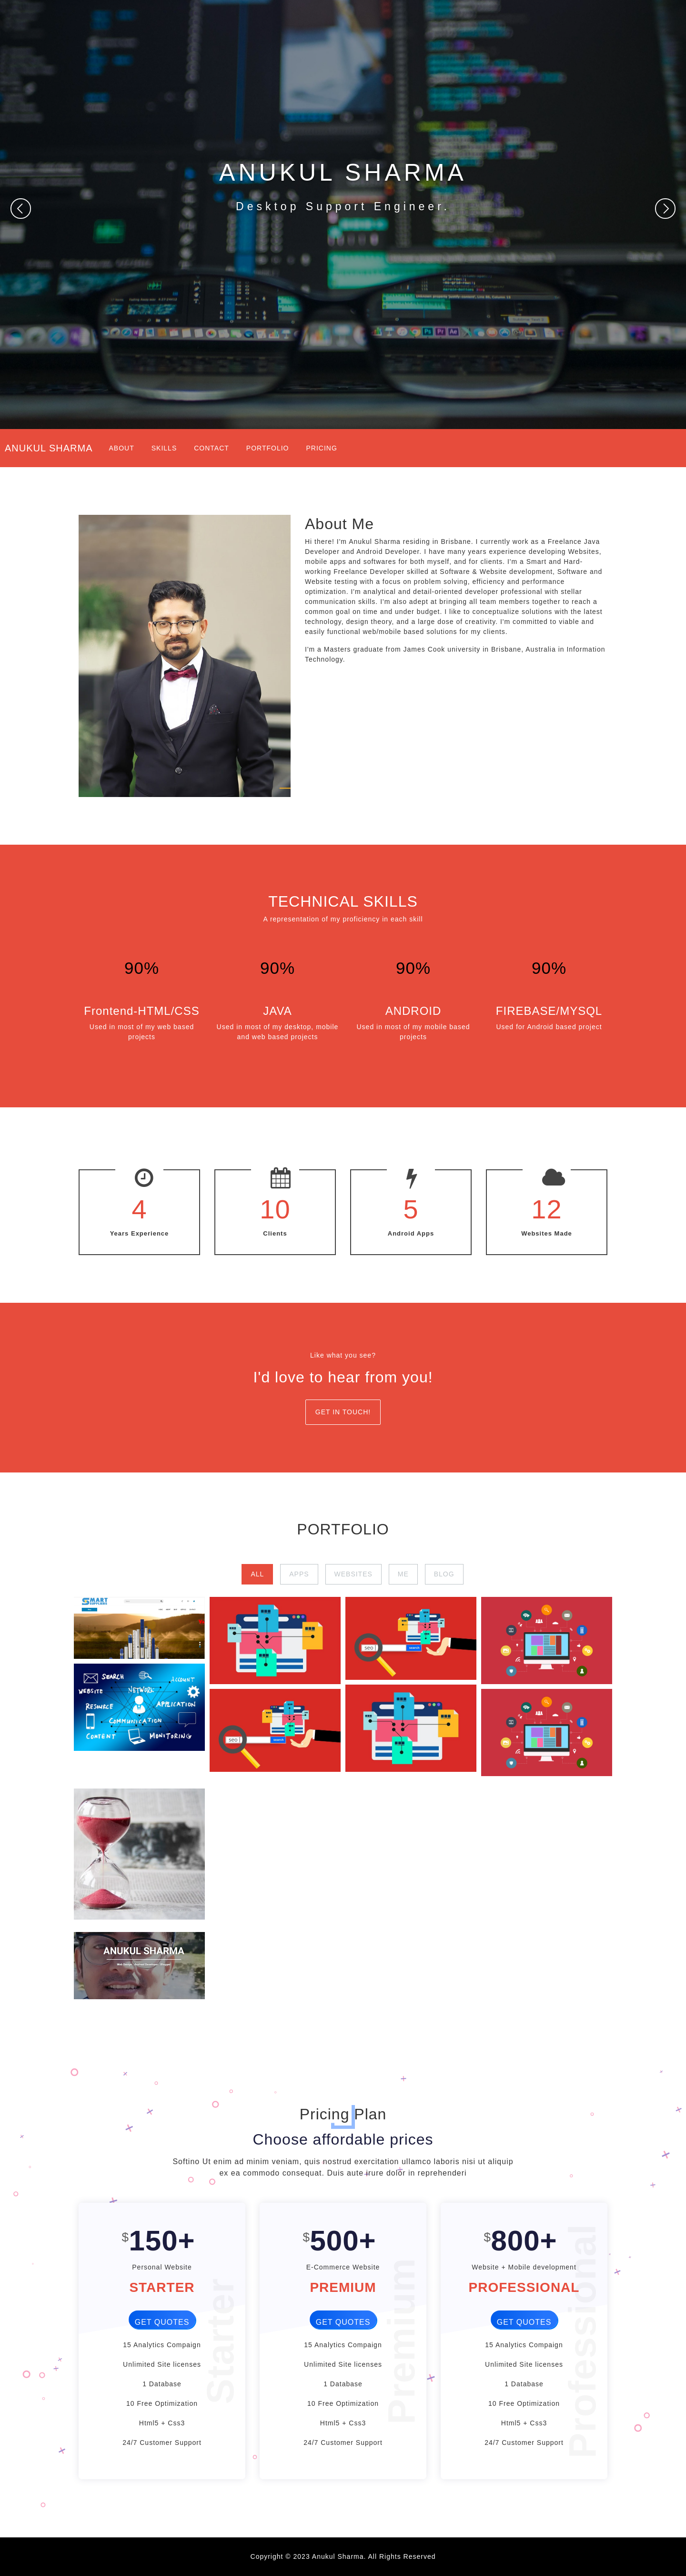 ANUKUL SHARMA
Desktop Support Engineer.
ANUKUL SHARMA ABOUT SKILLS CONTACT PORTFOLIO PRICING
About Me
Hi there! I'm Anukul Sharma residing in Brisbane. I currently work as a Freelance Java
Developer and Android Developer. I have many years experience developing Websites,
mobile apps and softwares for both myself, and for clients. I'm a Smart and Hard-
working Freelance Developer skilled at Software & Website development, Software and
Website testing with a focus on problem solving, efficiency and performance
optimization. I'm analytical and detail-oriented developer professional with stellar
communication skills. I'm also adept at bringing all team members together to reach a
common goal on time and under budget. I like to conceptualize solutions with the latest
technology, design theory, and a large dose of creativity. I'm committed to viable and
easily functional web/mobile based solutions for my clients.
I'm a Masters graduate from James Cook university in Brisbane, Australia in Information
Technology.
TECHNICAL SKILLS
A representation of my proficiency in each skill
90% 90% 90% 90%
Frontend-HTML/CSS JAVA ANDROID FIREBASE/MYSQL
Used in most of my web based
projects
Used in most of my desktop, mobile
and web based projects
Used in most of my mobile based
projects
Used for Android based project
4 10 5 12
Years Experience Clients Android Apps Websites Made
Like what you see?
I'd love to hear from you!
GET IN TOUCH!
PORTFOLIO
ALL APPS WEBSITES ME BLOG
SMART
SEARCH
ACCOUNT
WEBSITE
NETWORK
RESOURCE
APPLICATION
COMMUNICATION
CONTENT
MONITORING
seo
seo
ANUKUL SHARMA
Pricing Plan
Choose affordable prices
Softino Ut enim ad minim veniam, quis nostrud exercitation ullamco laboris nisi ut aliquip
ex ea commodo consequat. Duis aute irure dolor in reprehenderi
$150+
Personal Website
STARTER
GET QUOTES
15 Analytics Compaign
Unlimited Site licenses
1 Database
10 Free Optimization
Html5 + Css3
24/7 Customer Support
Starter
$500+
E-Commerce Website
PREMIUM
GET QUOTES
15 Analytics Compaign
Unlimited Site licenses
1 Database
10 Free Optimization
Html5 + Css3
24/7 Customer Support
Premium
$800+
Website + Mobile development
PROFESSIONAL
GET QUOTES
15 Analytics Compaign
Unlimited Site licenses
1 Database
10 Free Optimization
Html5 + Css3
24/7 Customer Support
Professional
Copyright © 2023 Anukul Sharma. All Rights Reserved